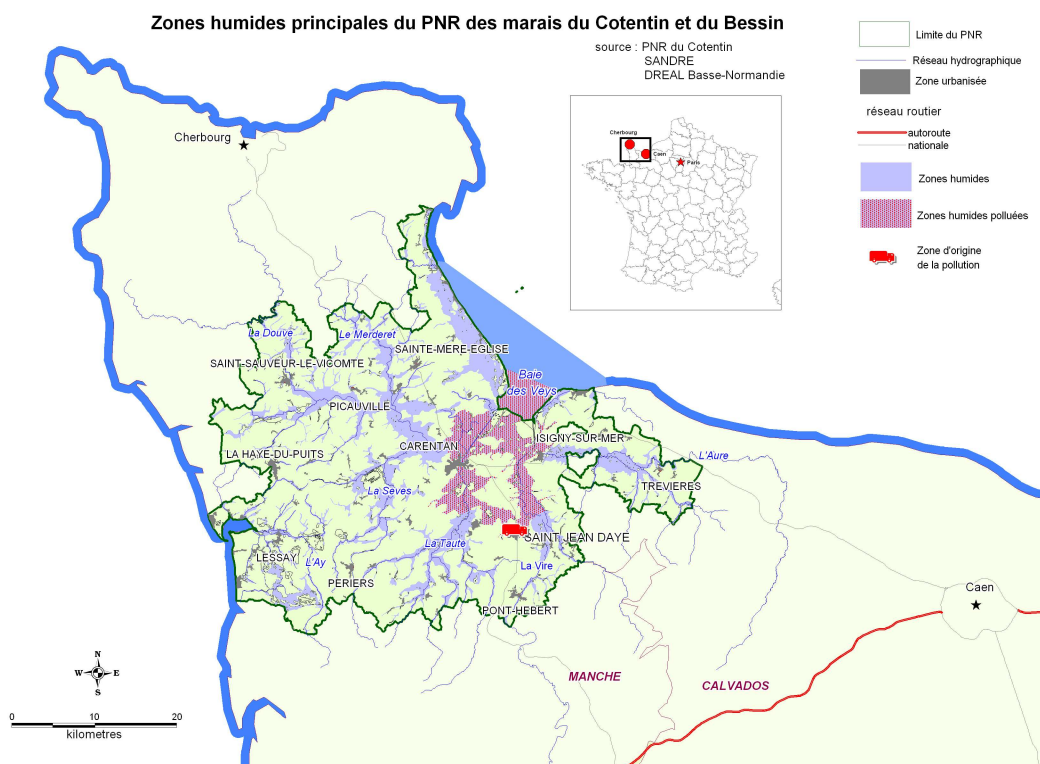 Zones humides principales du PNR des marais du Cotentin et du Bessin
source : PNR du Cotentin
SANDRE
DREAL Basse-Normandie
Limite du PNR
Réseau hydrographique
Zone urbanisée
réseau routier
autoroute
nationale
Zones humides
Zones humides polluées
Zone d'origine
de la pollution
Cherbourg
Caen
Paris
Cherbourg
La Douve
Le Merderet
SAINTE-MERE-EGLISE
SAINT-SAUVEUR-LE-VICOMTE
Baie
des Veys
PICAUVILLE
CARENTAN
ISIGNY-SUR-MER
LA HAYE-DU-PUITS
L'Aure
La Sèves
TREVIERES
SAINT JEAN DAYE
La Taute
LESSAY
L'Ay
La Vire
PERIERS
PONT-HEBERT
Caen
MANCHE
CALVADOS
N
W E
S
0 10 20
kilometres